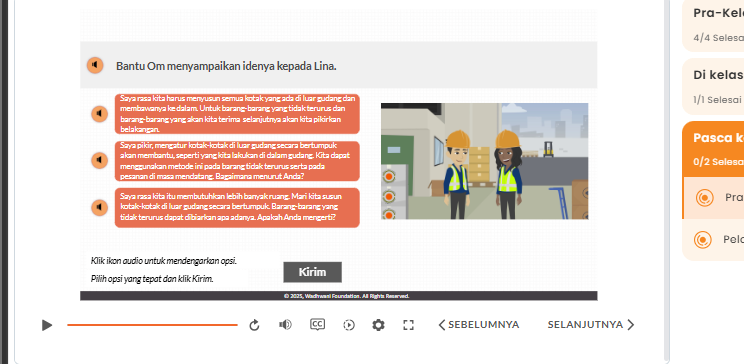 Pra-Kel
4/4 Selesa
Bantu Om menyampaikan idenya kepada Lina.
Di kelas
1/1 Selesai
Saya rasa kita harus menyusun semua kotak yang ada di luar gudang dan
membawanya ke dalam. Untuk barang-barang yang tidak terurus dan
barang-barang yang akan kita terima selanjutnya akan kita pikirkan
belakangan.
Saya pikir, mengatur kotak-kotak di luar gudang secara bertumpuk
akan membantu, seperti yang kita lakukan di dalam gudang. Kita dapat
menggunakan metode ini pada barang tidak terurus serta pada
pesanan di masa mendatang. Bagaimana menurut Anda?
Saya rasa kita itu membutuhkan lebih banyak ruang. Mari kita susun
kotak-kotak di luar gudang secara bertumpuk. Barang-barang yang
tidak terurus dapat dibiarkan apa adanya. Apakah Anda mengerti?
Pasca k
0/2 Selesa
Pra
Pela
Klik ikon audio untuk mendengarkan opsi.
Pilih opsi yang tepat dan klik Kirim.
Kirim
© 2025, Wadhwani Foundation. All Rights Reserved.
CC
SEBELUMNYA
SELANJUTNYA